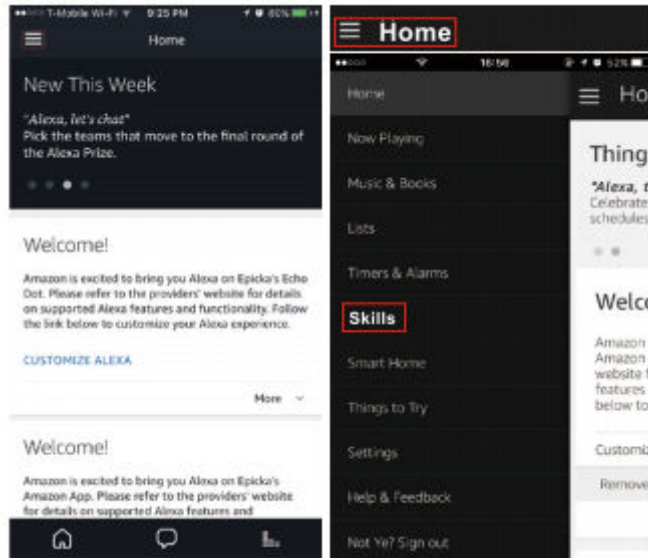 T-Mobile Wi-Fi 9:25 PM 80%
Home
New This Week
"Alexa, let's chat"
Pick the teams that move to the final round of
the Alexa Prize.
Welcome!
Amazon is excited to bring you Alexa on Epicka's Echo
Dot. Please refer to the providers' website for details
on supported Alexa features and functionality. Follow
the link below to customize your Alexa experience.
CUSTOMIZE ALEXA
More
Welcome!
Amazon is excited to bring you Alexa on Epicka's
Amazon App. Please refer to the providers' website
for details on supported Alexa features and
Home
16:56 52%
Home
Now Playing
Music & Books
Lists
Timers & Alarms
Skills
Smart Home
Things to Try
Settings
Help & Feedback
Not Ye? Sign out
Ho
Thing
"Alexa, t
Celebrate
schedules
Welco
Amazon
Amazon
website f
features
below to
Customiz
Remove